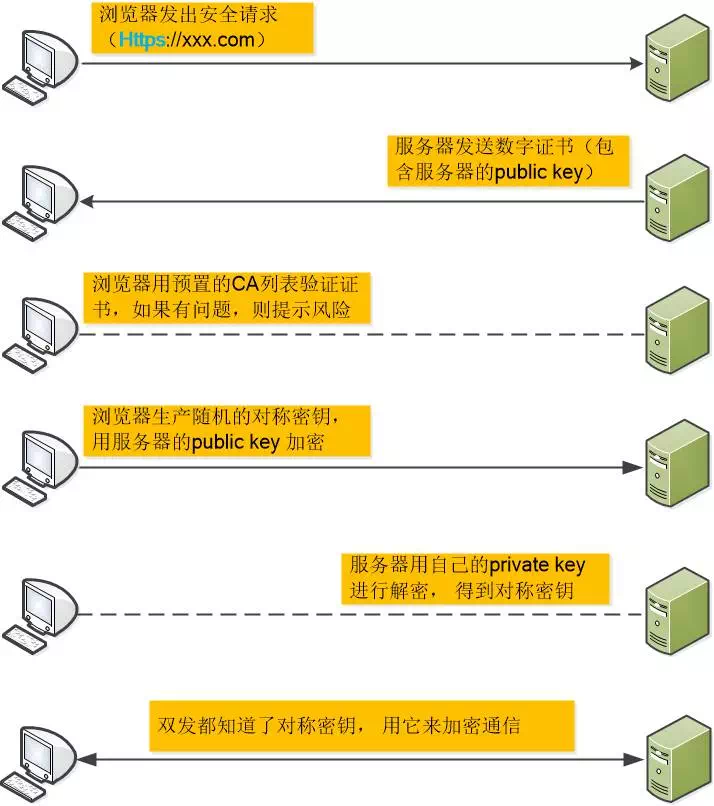 浏览器发出安全请求
（Https://xxx.com）
服务器发送数字证书（包
含服务器的public key）
浏览器用预置的CA列表验证证
书，如果有问题，则提示风险
浏览器生产随机的对称密钥，
用服务器的public key 加密
服务器用自己的private key
进行解密， 得到对称密钥
双发都知道了对称密钥， 用它来加密通信